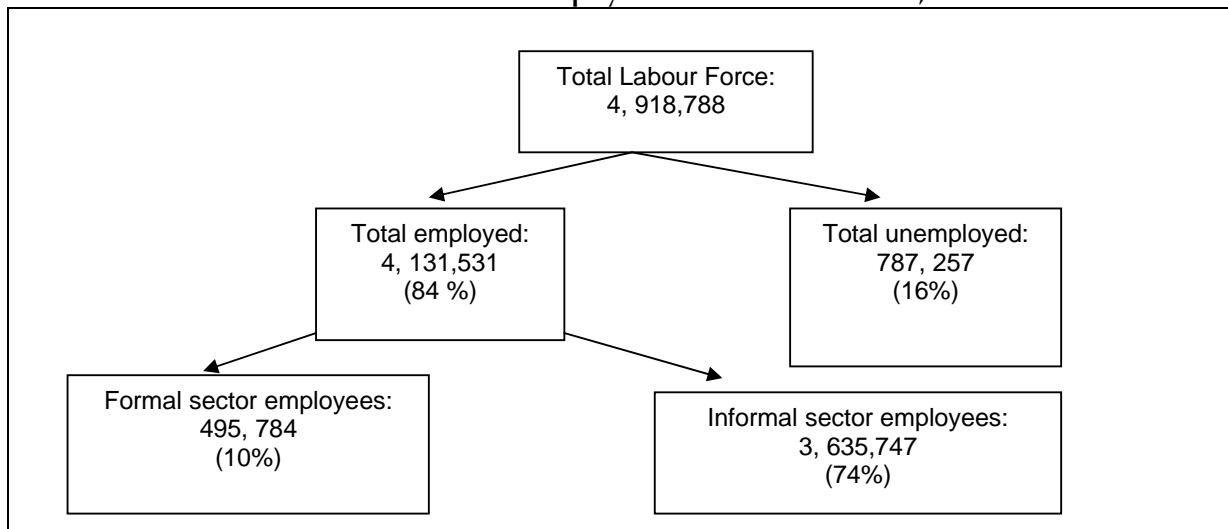 Total Labour Force:
4, 918,788
Total employed:
4, 131,531
(84 %)
Total unemployed:
787, 257
(16%)
Formal sector employees:
495, 784
(10%)
Informal sector employees:
3, 635,747
(74%)